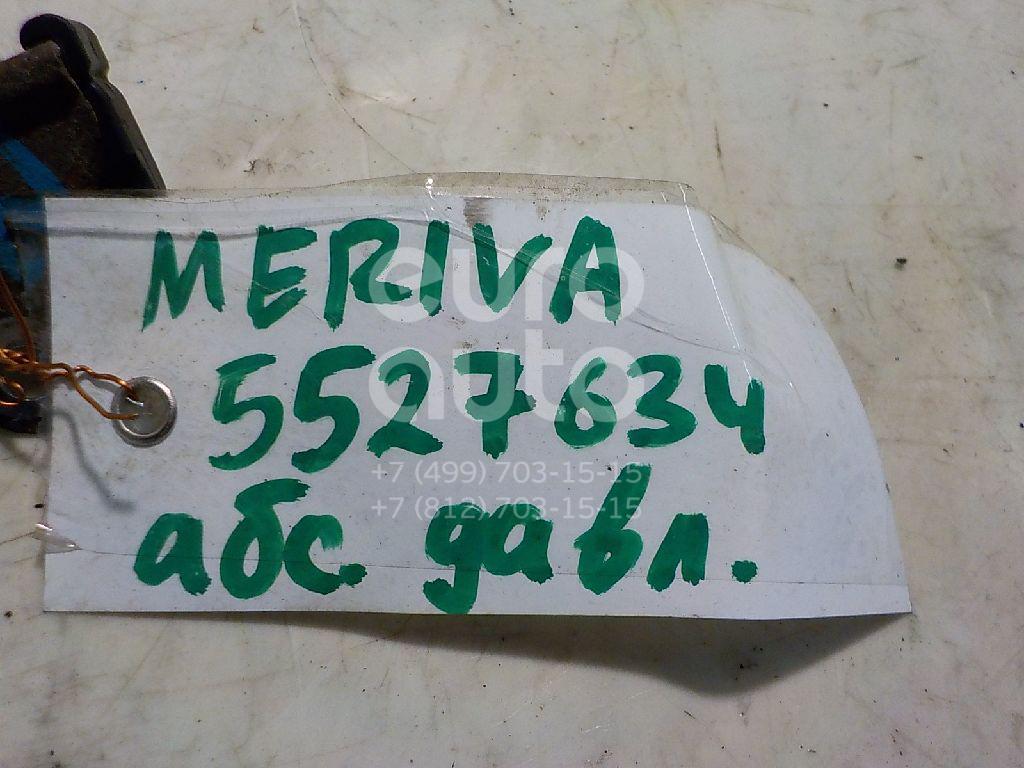 MERIVA
euro
auto
5527634
+7 (499) 703-15-15
+7 (812) 703-15-15
абс давл.